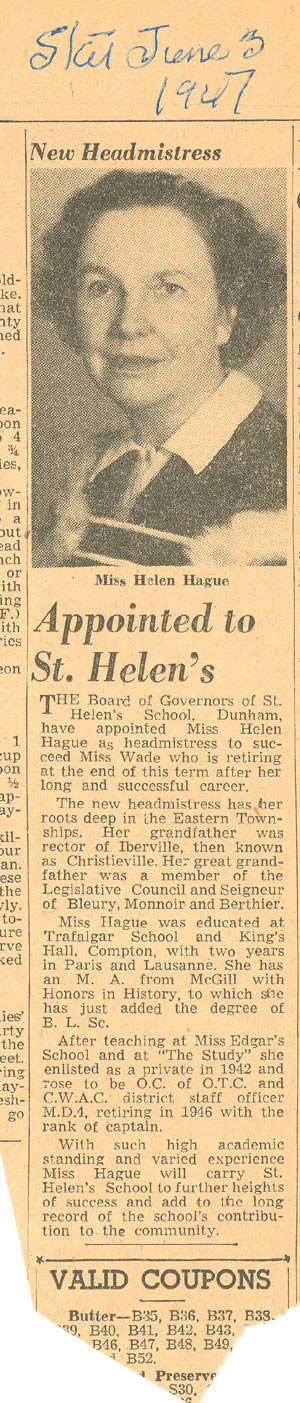 Star June 3
1947
New Headmistress
Miss Helen Hague
Appointed to
St. Helen's
THE Board of Governors of St.
Helen's School, Dunham,
have appointed Miss Helen
Hague as headmistress to suc-
ceed Miss Wade who is retiring
at the end of this term after her
long and successful career.
The new headmistress has her
roots deep in the Eastern Town-
ships. Her grandfather was
rector of Iberville, then known
as Christieville. Her great grand-
father was a member of the
Legislative Council and Seigneur
of Bleury, Monnoir and Berthier.
Miss Hague was educated at
Trafalgar School and King's
Hall, Compton, with two years
in Paris and Lausanne. She has
an M. A. from McGill with
Honors in History, to which she
has just added the degree of
B. L. Sc.
After teaching at Miss Edgar's
School and at "The Study" she
enlisted as a private in 1942 and
rose to be O.C. of O.T.C. and
C.W.A.C. district staff officer
M.D.4, retiring in 1946 with the
rank of captain.
With such high academic
standing and varied experience
Miss Hague will carry St.
Helen's School to further heights
of success and add to the long
record of the school's contribu-
tion to the community.
VALID COUPONS
Butter—B35, B36, B37, B38,
B39, B40, B41, B42, B43,
B46, B47, B48, B49,
B52.
Preserve
S30,